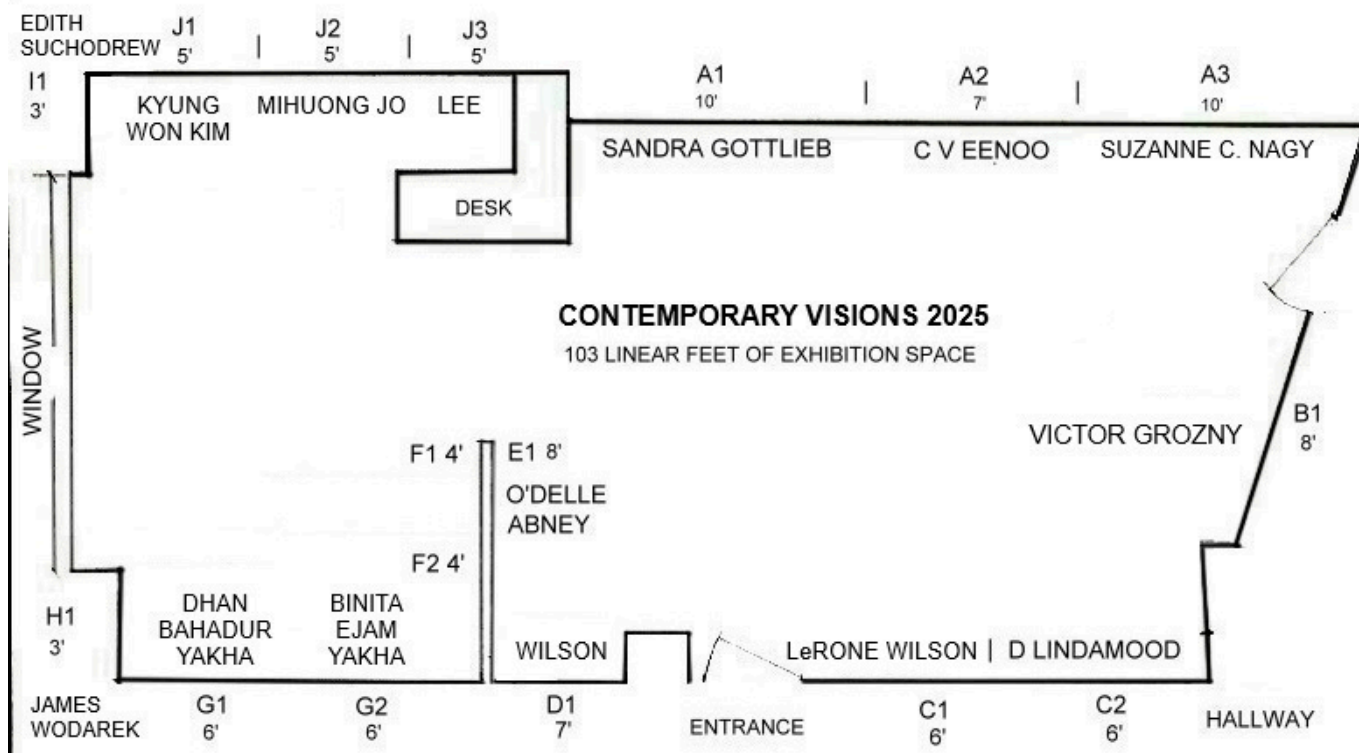 EDITH
SUCHODREW
J1
5'
|
J2
5'
|
J3
5'
A1
10'
|
A2
7'
|
A3
10'
I1
3'
KYUNG
WON KIM
MIHUONG JO
LEE
SANDRA GOTTLIEB
C V EENOO
SUZANNE C. NAGY
DESK
CONTEMPORARY VISIONS 2025
103 LINEAR FEET OF EXHIBITION SPACE
WINDOW
VICTOR GROZNY
B1
8'
F1 4'
E1 8'
O'DELLE
ABNEY
F2 4'
H1
3'
DHAN
BAHADUR
YAKHA
BINITA
EJAM
YAKHA
WILSON
LeRONE WILSON | D LINDAMOOD
JAMES
WODAREK
G1
6'
G2
6'
D1
7'
ENTRANCE
C1
6'
C2
6'
HALLWAY